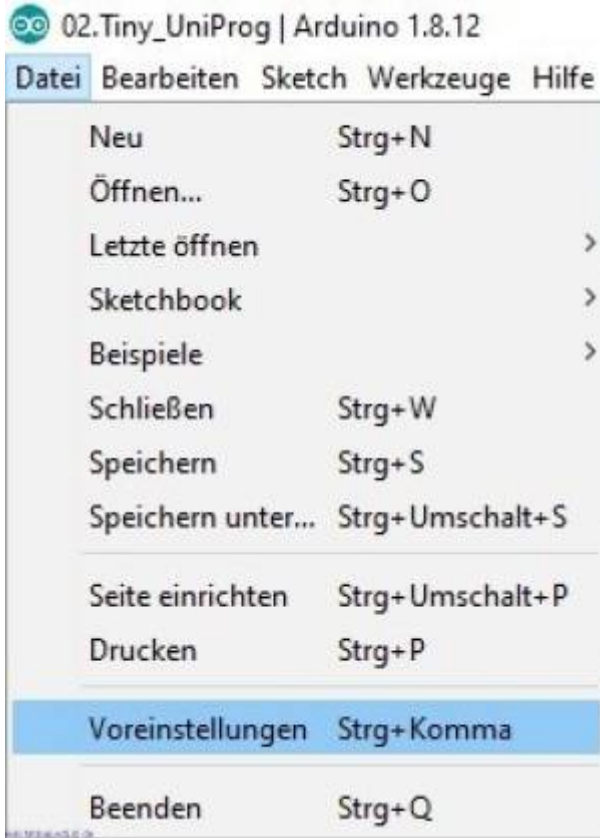 02.Tiny_UniProg | Arduino 1.8.12
Datei Bearbeiten Sketch Werkzeuge Hilfe
Neu Strg+N
Öffnen... Strg+O
Letzte öffnen >
Sketchbook >
Beispiele >
Schließen Strg+W
Speichern Strg+S
Speichern unter... Strg+Umschalt+S
Seite einrichten Strg+Umschalt+P
Drucken Strg+P
Voreinstellungen Strg+Komma
Beenden Strg+Q